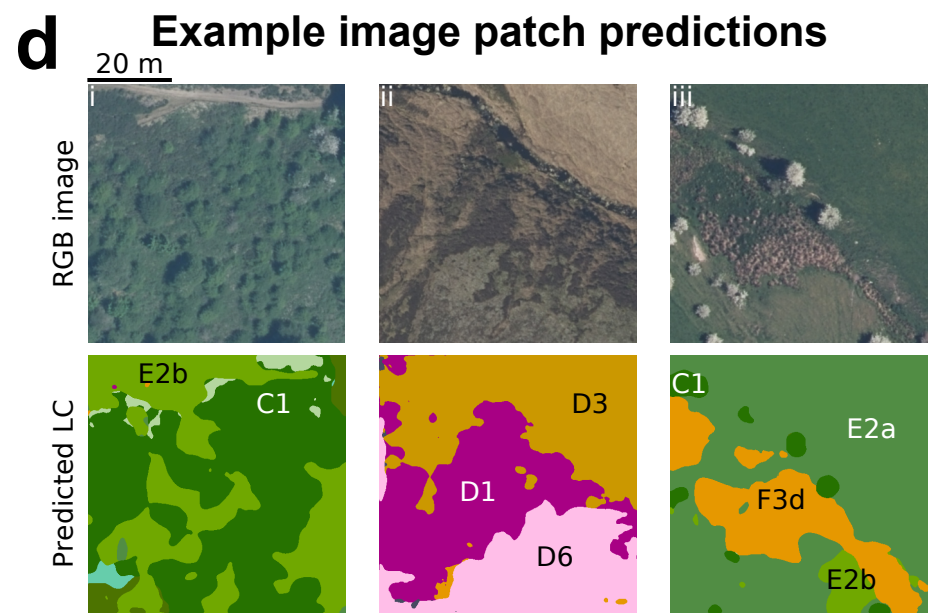 d
Example image patch predictions
20 m
i
ii
iii
RGB image
Predicted LC
E2b
C1
D3
D1
D6
C1
E2a
F3d
E2b